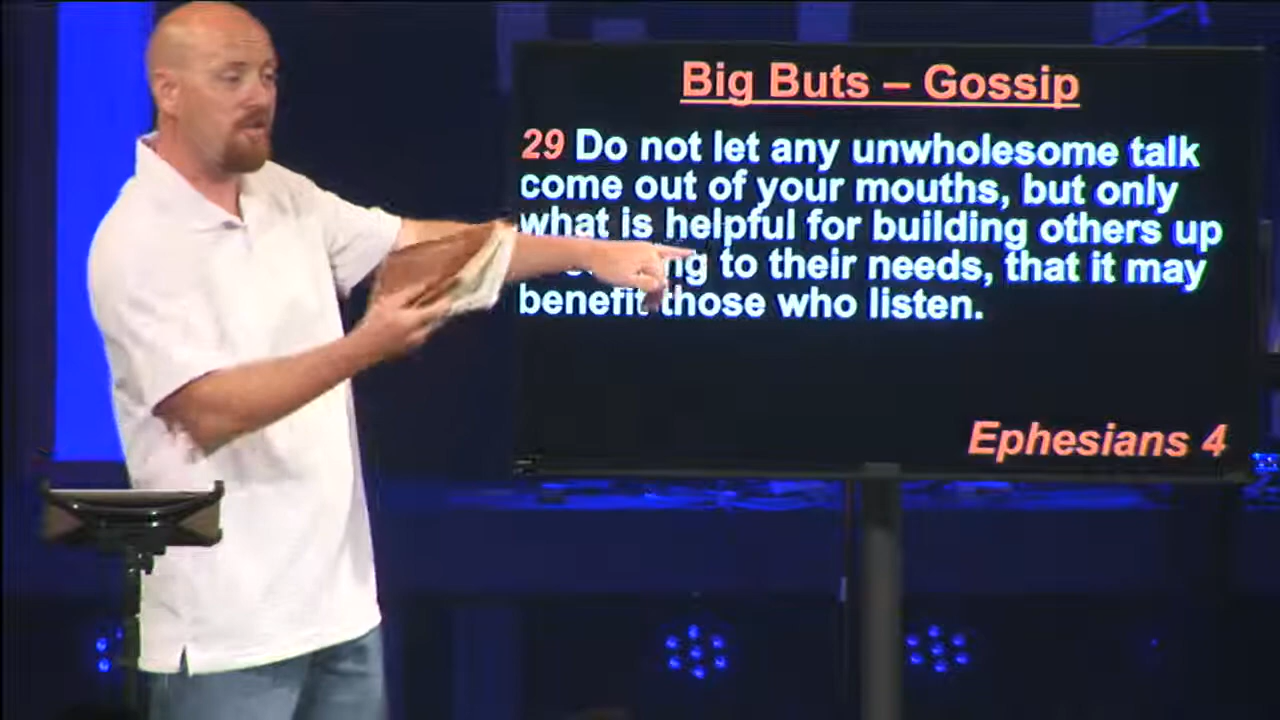 Big Buts – Gossip
29 Do not let any unwholesome talk
come out of your mouths, but only
what is helpful for building others up
to their needs, that it may
benefit those who listen.
Ephesians 4